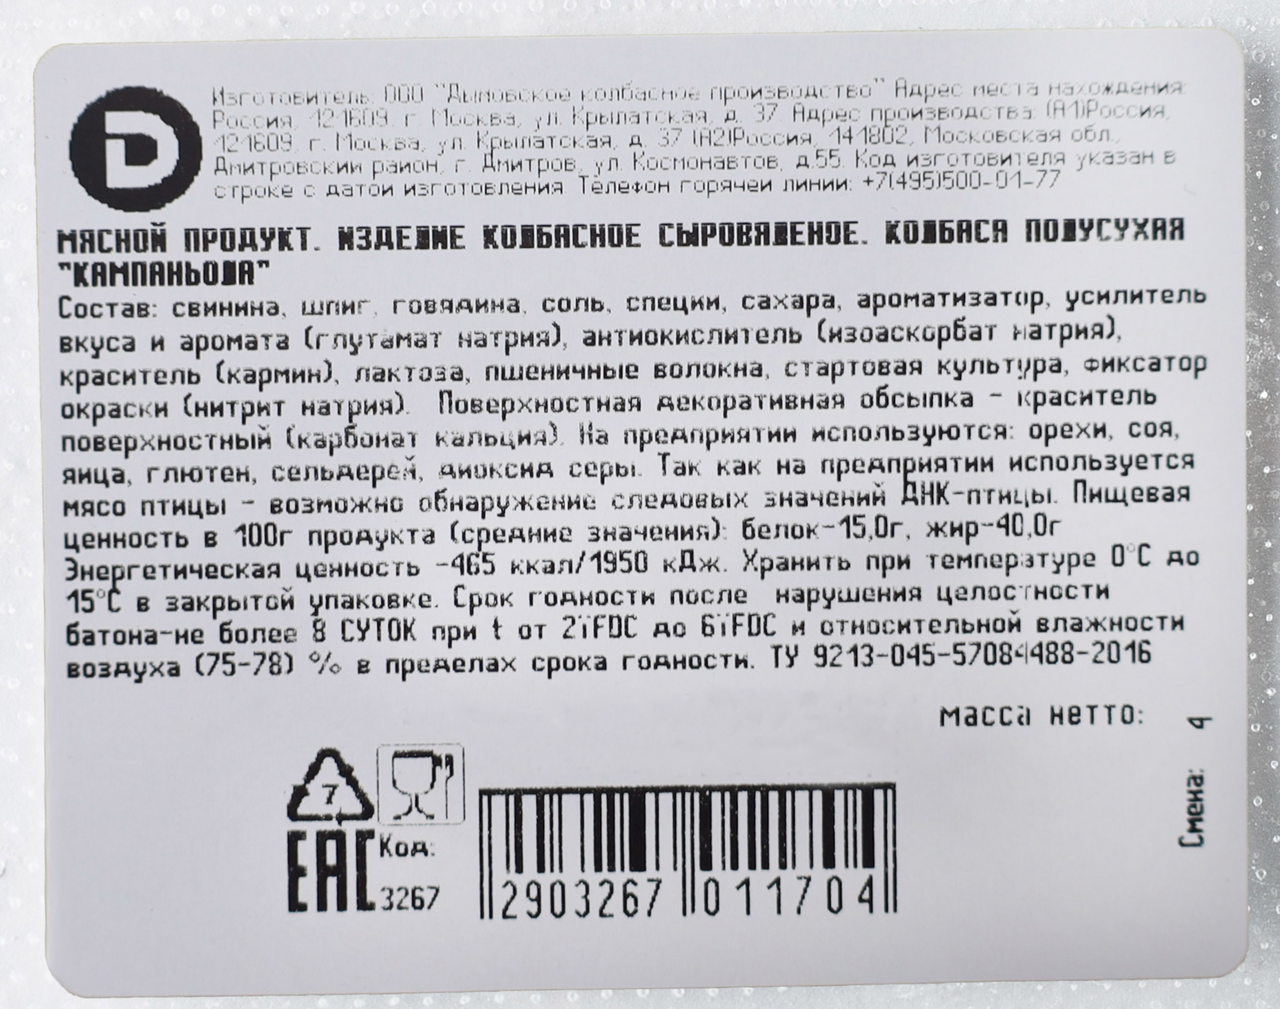 Изготовитель: ООО "Дымовское колбасное производство" Адрес места нахождения:
Россия, 121609, г. Москва, ул. Крылатская, д. 37 Адрес производства: (А1)Россия,
121609, г. Москва, ул. Крылатская, д. 37 (А2)Россия, 141802, Московская обл.,
Дмитровский район, г. Дмитров, ул. Космонавтов, д.55. Код изготовителя указан в
строке с датой изготовления. Телефон горячей линии: +7(495)500-01-77
МЯСНОЙ ПРОДУКТ. ИЗДЕЛИЕ КОЛБАСНОЕ СЫРОВЯЛЕНОЕ. КОЛБАСА ПОЛУСУХАЯ
"КАМПАНЬОЛА"
Состав: свинина, шпиг, говядина, соль, специи, сахара, ароматизатор, усилитель
вкуса и аромата (глутамат натрия), антиокислитель (изоаскорбат натрия),
краситель (кармин), лактоза, пшеничные волокна, стартовая культура, фиксатор
окраски (нитрит натрия). Поверхностная декоративная обсыпка - краситель
поверхностный (карбонат кальция). На предприятии используются: орехи, соя,
яйца, глютен, сельдерей, диоксид серы. Так как на предприятии используется
мясо птицы - возможно обнаружение следовых значений ДНК-птицы. Пищевая
ценность в 100г продукта (средние значения): белок-15,0г, жир-40,0г
Энергетическая ценность -465 ккал/1950 кДж. Хранить при температуре 0°С до
15°С в закрытой упаковке. Срок годности после нарушения целостности
батона-не более 8 СУТОК при t от 2ïFDC до 6ïFDC и относительной влажности
воздуха (75-78) % в пределах срока годности. ТУ 9213-045-57084488-2016
масса нетто:
Смена: 4
7
EAC
Код:
3267
2903267 011704